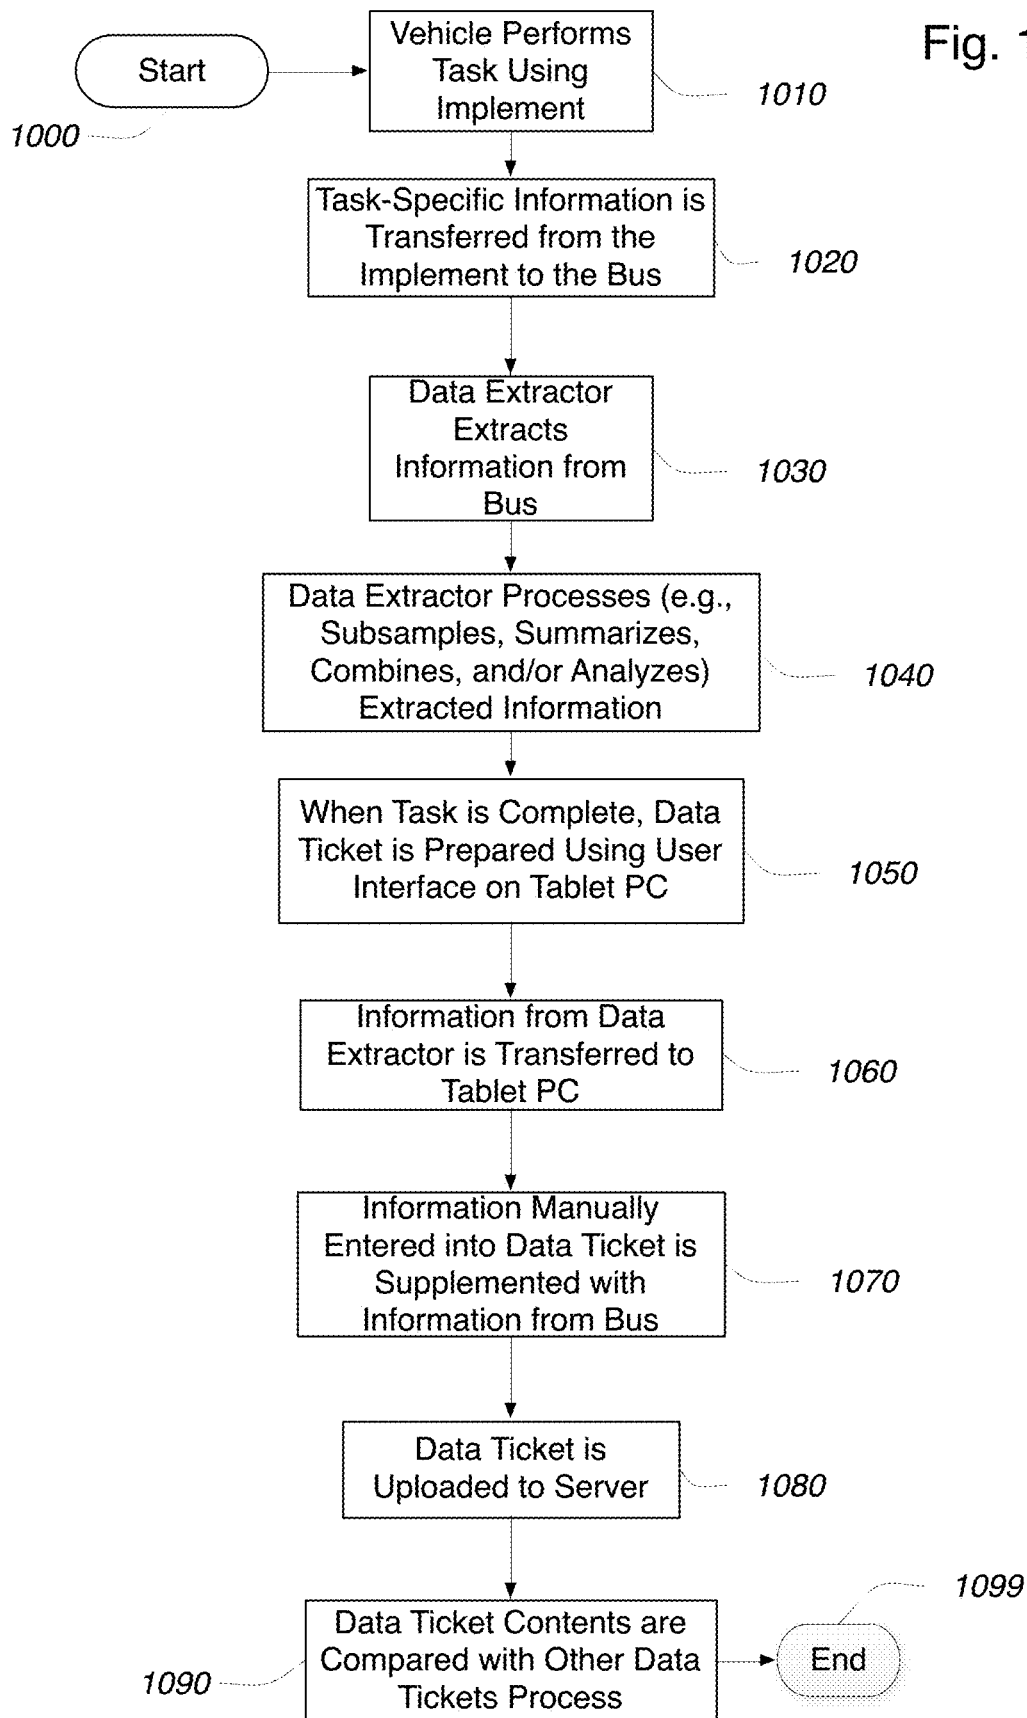 Fig. 1
Start
1000
Vehicle Performs
Task Using
Implement
1010
Task-Specific Information is
Transferred from the
Implement to the Bus
1020
Data Extractor
Extracts
Information from
Bus
1030
Data Extractor Processes (e.g.,
Subsamples, Summarizes,
Combines, and/or Analyzes)
Extracted Information
1040
When Task is Complete, Data
Ticket is Prepared Using User
Interface on Tablet PC
1050
Information from Data
Extractor is Transferred to
Tablet PC
1060
Information Manually
Entered into Data Ticket is
Supplemented with
Information from Bus
1070
Data Ticket is
Uploaded to Server
1080
Data Ticket Contents are
Compared with Other Data
Tickets Process
1090
End
1099